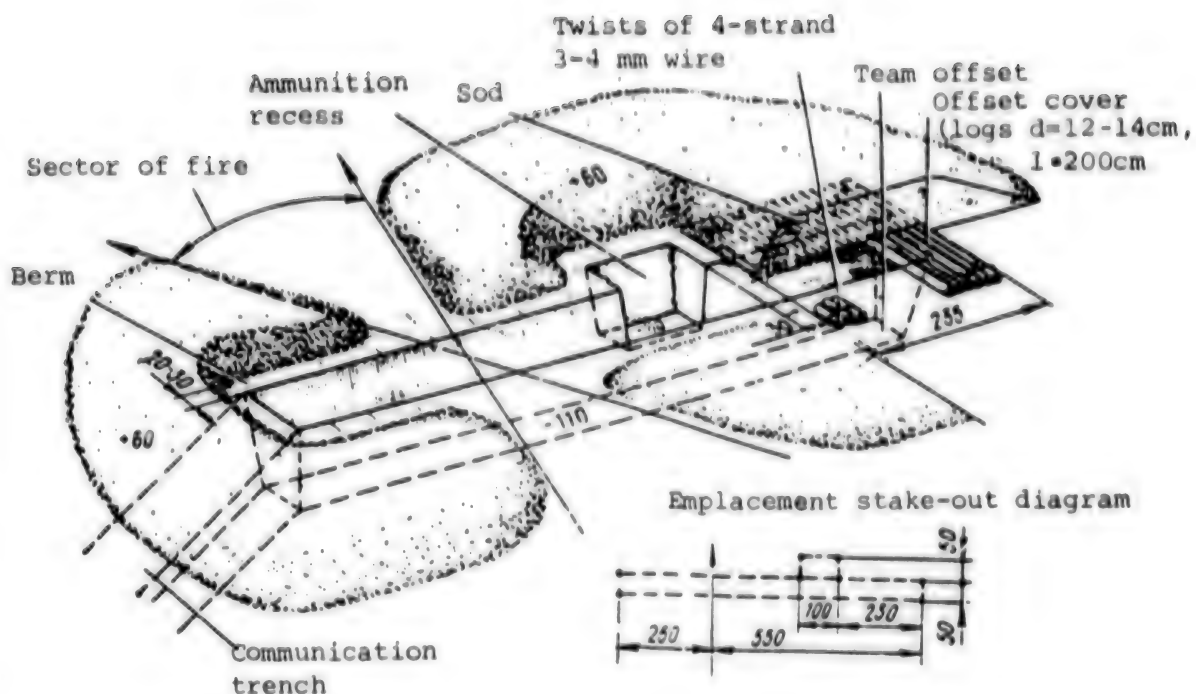 Twists of 4-strand
3-4 mm wire
Ammunition
recess
Sod
Team offset
Offset cover
(logs d=12-14cm,
l•200cm
Sector of fire
Berm
+60
20-30
+60
110
255
Emplacement stake-out diagram
50
100
250
50
250
550
Communication
trench